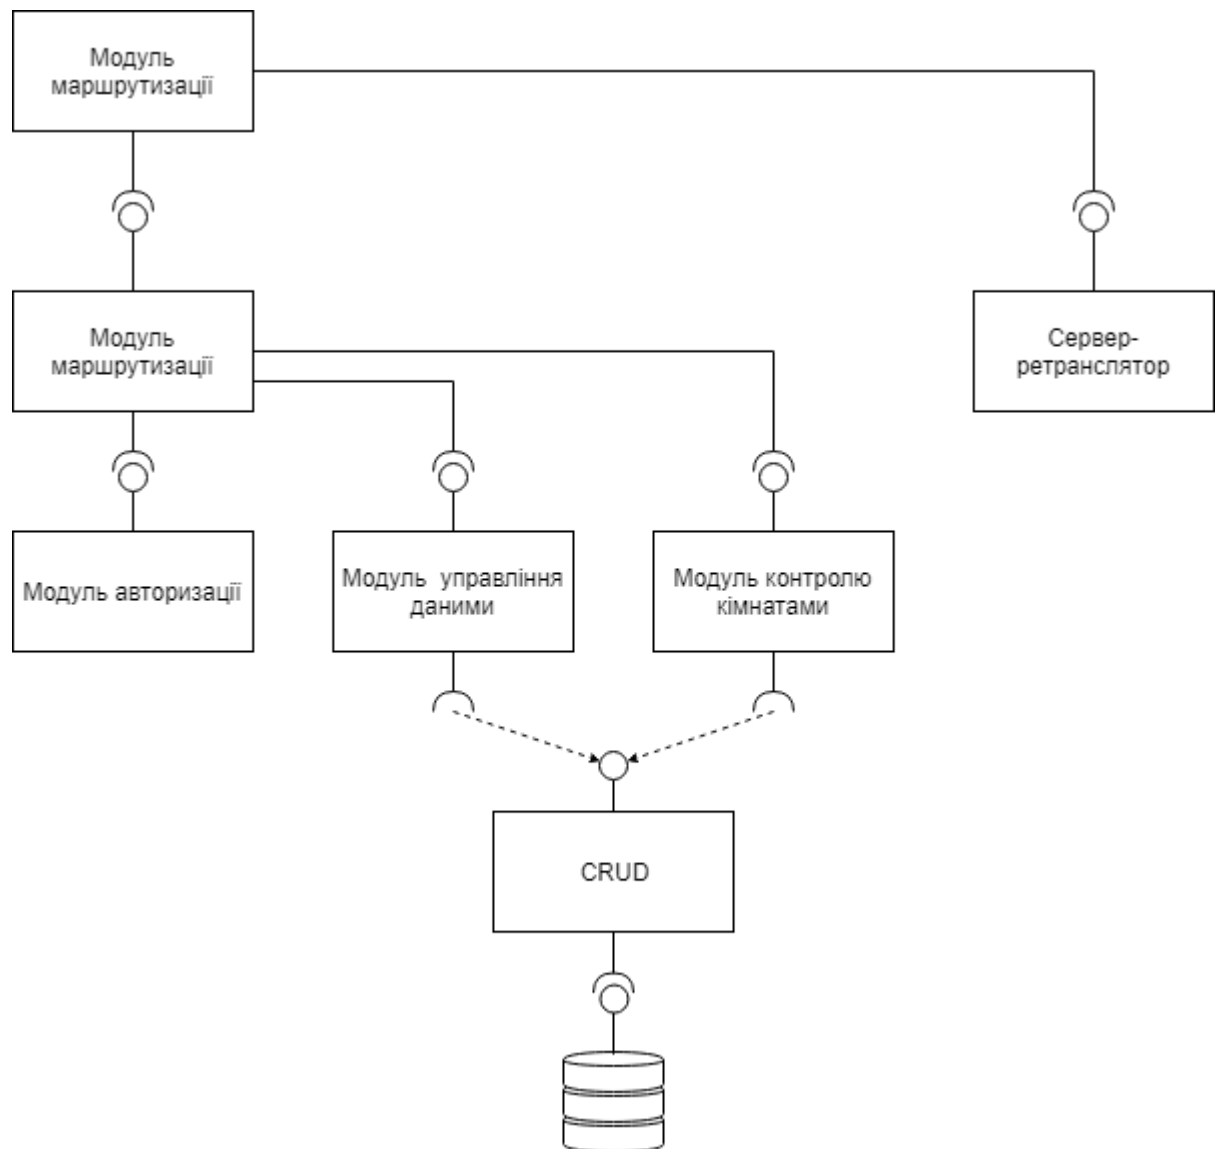 Модуль
маршрутизації
Модуль
маршрутизації
Сервер-
ретранслятор
Модуль авторизації
Модуль управління
даними
Модуль контролю
кімнатами
CRUD